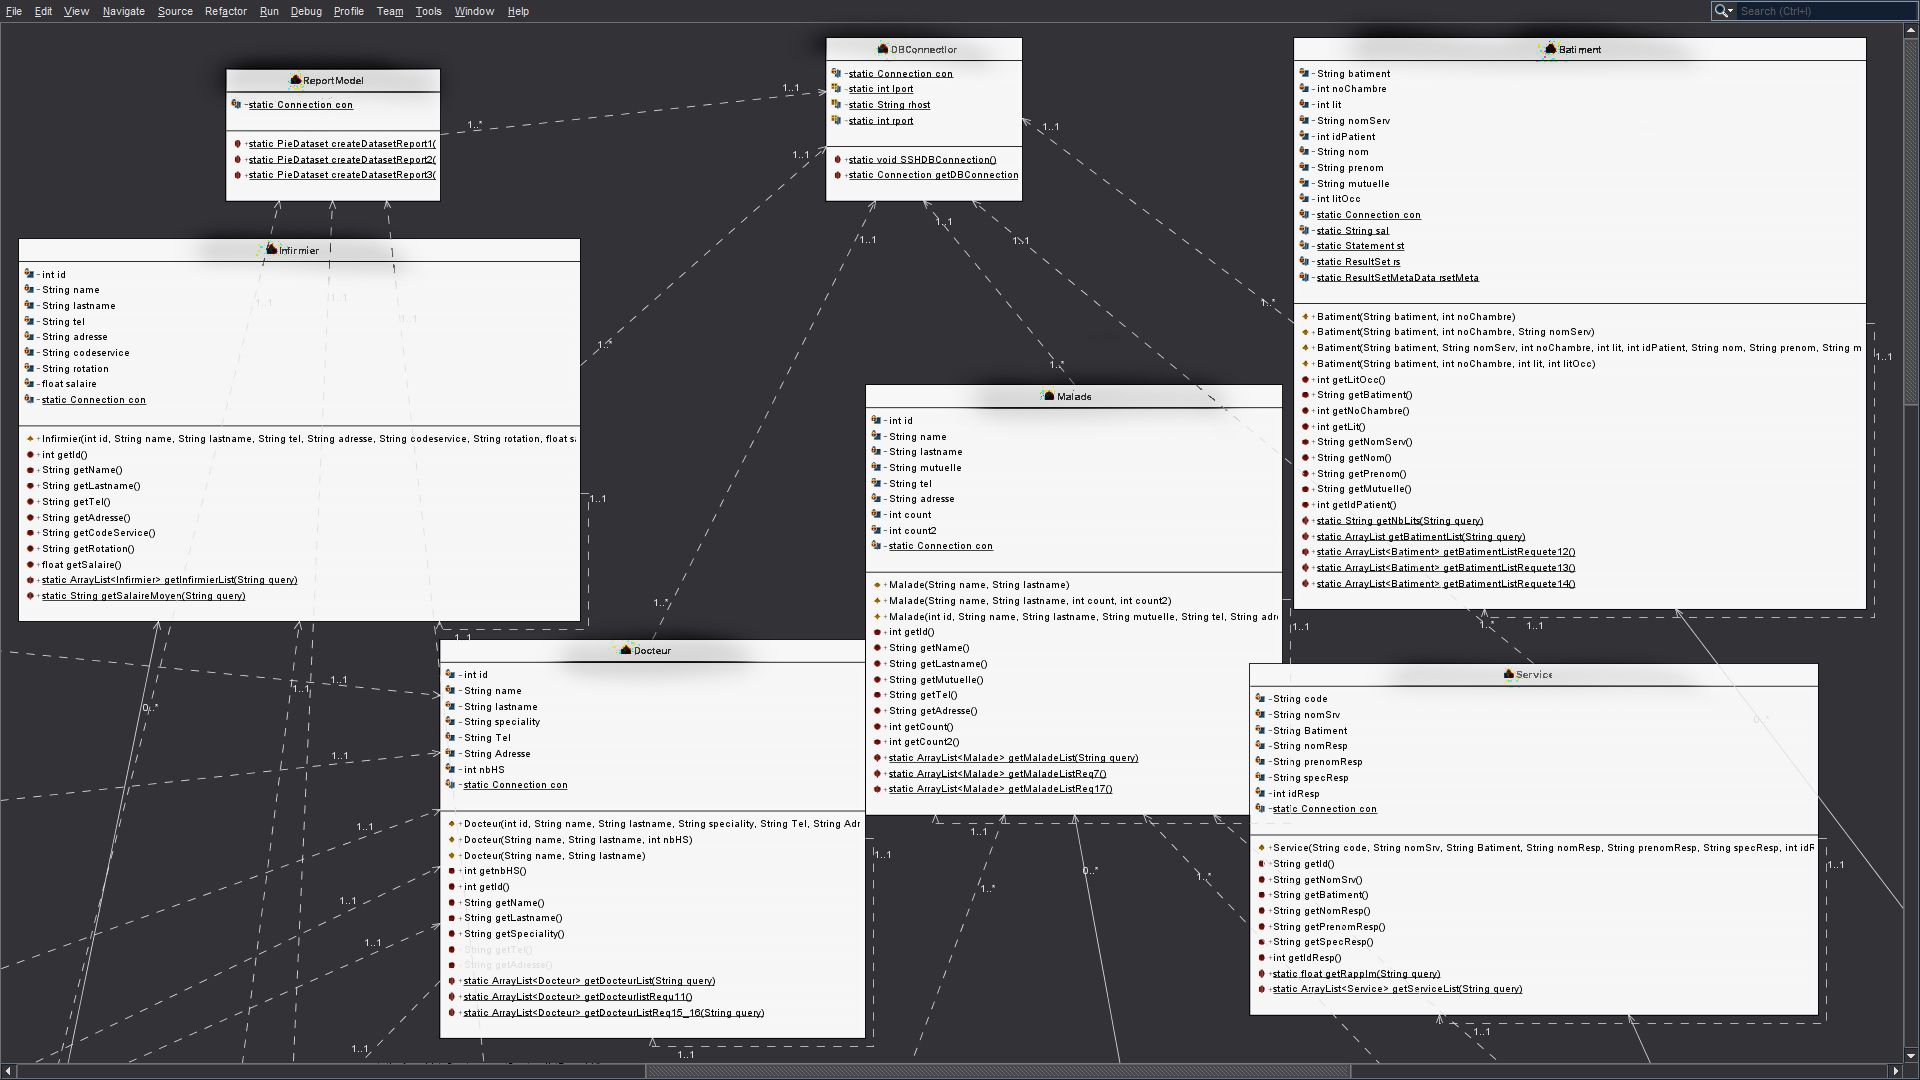 File Edit View Navigate Source Refactor Run Debug Profile Team Tools Window Help
Search (Ctrl+I)
ReportModel
-static Connection con
+static PieDataset createDatasetReport1(
+static PieDataset createDatasetReport2(
+static PieDataset createDatasetReport3(
1..*
1..1
DBConnection
-static Connection con
-static int lport
-static String rhost
-static int rport
+static void SSHDBConnection()
+static Connection getDBConnection
1..1
1..1
1..1
1..1
1..1
1..*
1..*
1..*
1..*
Batiment
-String batiment
-int noChambre
-int lit
-String nomServ
-int idPatient
-String nom
-String prenom
-String mutuelle
-int litOcc
-static Connection con
-static String sal
-static Statement st
-static ResultSet rs
-static ResultSetMetaData rsetMeta
+Batiment(String batiment, int noChambre)
+Batiment(String batiment, int noChambre, String nomServ)
+Batiment(String batiment, String nomServ, int noChambre, int lit, int idPatient, String nom, String prenom, String m
+Batiment(String batiment, int noChambre, int lit, int litOcc)
+int getLitOcc()
+String getBatiment()
+int getNoChambre()
+int getLit()
+String getNomServ()
+String getNom()
+String getPrenom()
+String getMutuelle()
+int getIdPatient()
+static String getNbLits(String query)
+static ArrayList getBatimentList(String query)
+static ArrayList<Batiment> getBatimentListRequete12()
+static ArrayList<Batiment> getBatimentListRequete13()
+static ArrayList<Batiment> getBatimentListRequete14()
1..1
1..*
1..1
Infirmier
-int id
-String name
-String lastname
-String tel
-String adresse
-String codeservice
-String rotation
-float salaire
-static Connection con
1..1
1..1
1..1
+Infirmier(int id, String name, String lastname, String tel, String adresse, String codeservice, String rotation, float s
+int getId()
+String getName()
+String getLastname()
+String getTel()
+String getAdresse()
+String getCodeService()
+String getRotation()
+float getSalaire()
+static ArrayList<Infirmier> getInfirmierList(String query)
+static String getSalaireMoyen(String query)
1..1
1..1
0..*
1..1
1..1
1..1
1..1
1..1
1..1
1..1
Malade
-int id
-String name
-String lastname
-String mutuelle
-String tel
-String adresse
-int count
-int count2
-static Connection con
+Malade(String name, String lastname)
+Malade(String name, String lastname, int count, int count2)
+Malade(int id, String name, String lastname, String mutuelle, String tel, String adr
+int getId()
+String getName()
+String getLastname()
+String getMutuelle()
+String getTel()
+String getAdresse()
+int getCount()
+int getCount2()
+static ArrayList<Malade> getMaladeList(String query)
+static ArrayList<Malade> getMaladeListReq7()
+static ArrayList<Malade> getMaladeListReq17()
1..1
1..1
1..*
0..*
1..*
Docteur
-int id
-String name
-String lastname
-String speciality
-String Tel
-String Adresse
-int nbHS
-static Connection con
+Docteur(int id, String name, String lastname, String speciality, String Tel, String Adr
+Docteur(String name, String lastname, int nbHS)
+Docteur(String name, String lastname)
+int getnbHS()
+int getId()
+String getName()
+String getLastname()
+String getSpeciality()
String getTel()
String getAdresse()
+static ArrayList<Docteur> getDocteurList(String query)
+static ArrayList<Docteur> getDocteurlistRequ11()
+static ArrayList<Docteur> getDocteurListReq15_16(String query)
1..1
1..1
Service
-String code
-String nomSrv
-String Batiment
-String nomResp
-String prenomResp
-String specResp
-int idResp
-static Connection con
0..*
+Service(String code, String nomSrv, String Batiment, String nomResp, String prenomResp, String specResp, int idR
+String getId()
+String getNomSrv()
+String getBatiment()
+String getNomResp()
+String getPrenomResp()
+String getSpecResp()
+int getIdResp()
+static float getRappIm(String query)
+static ArrayList<Service> getServiceList(String query)
1..1
1..1